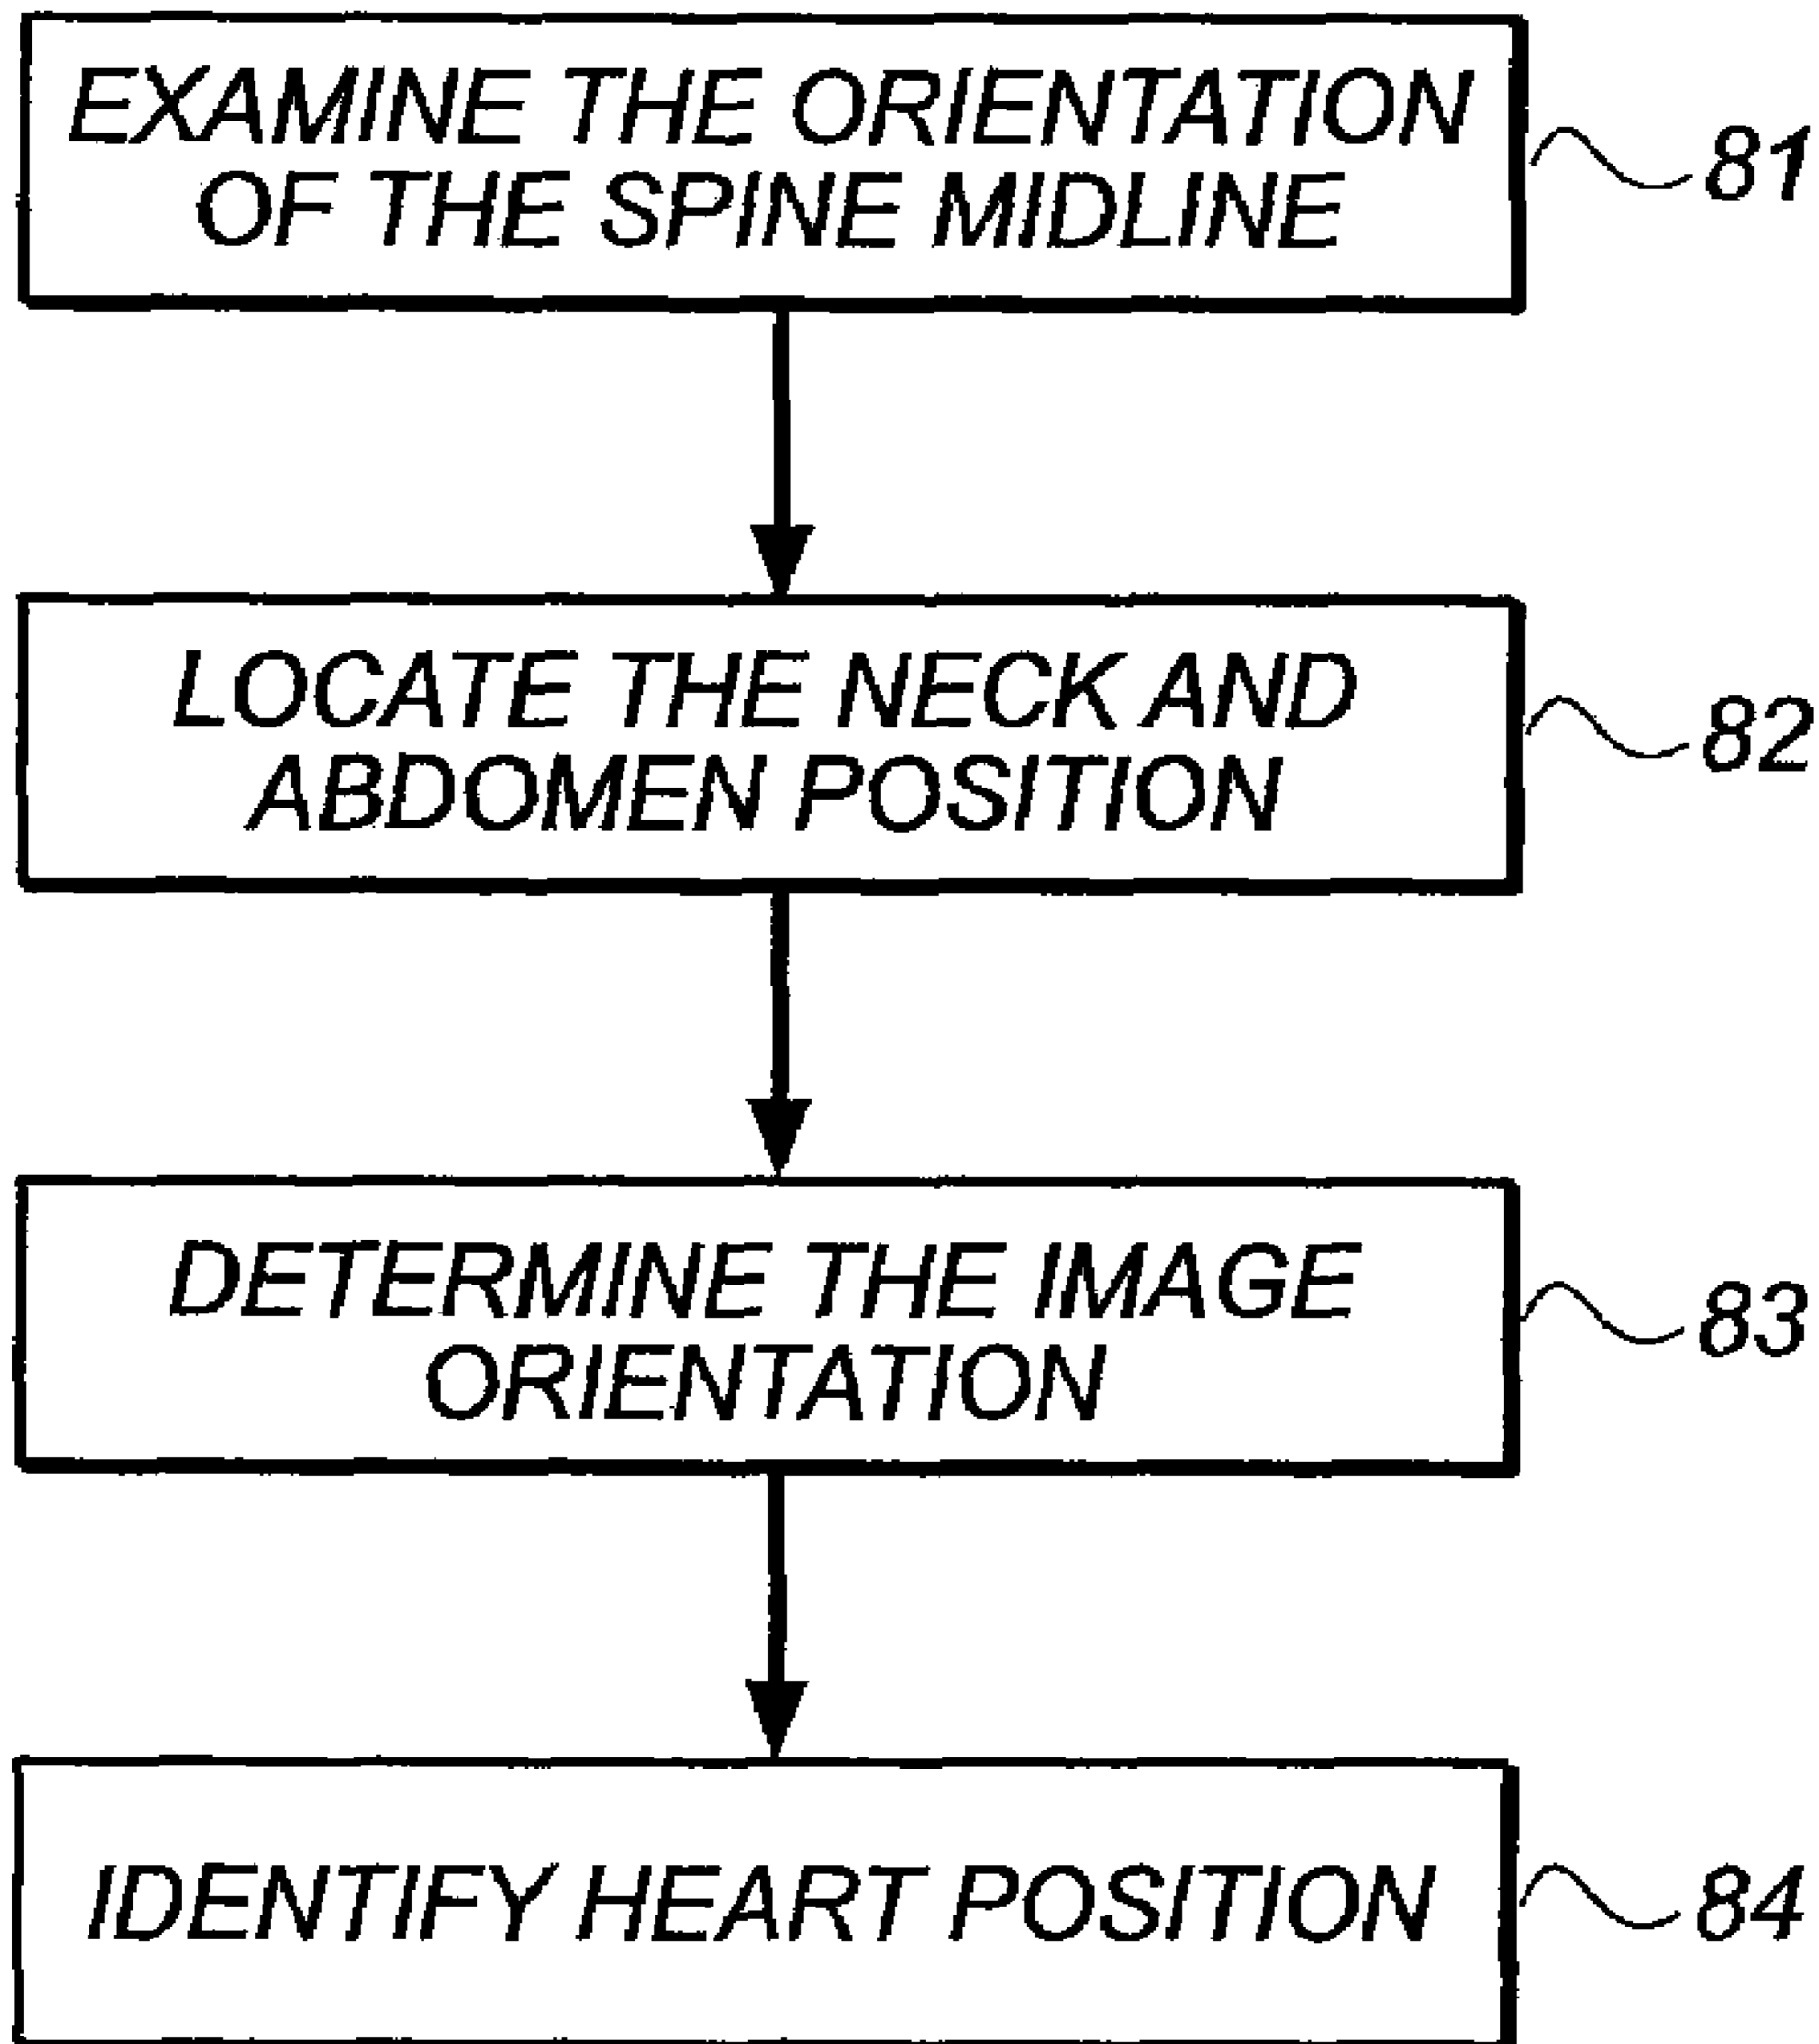 EXAMINE THE ORIENTATION
OF THE SPINE MIDLINE
81
LOCATE THE NECK AND
ABDOMEN POSITION
82
DETERMINE THE IMAGE
ORIENTATION
83
IDENTIFY HEART POSITION
84